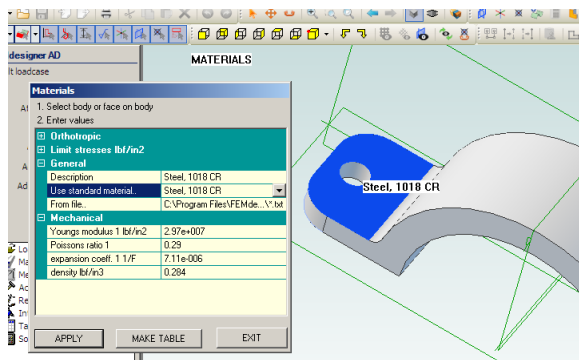 designer AD
lt loadcase
MATERIALS
Materials
1. Select body or face on body
2. Enter values
Orthotropic
Limit stresses lbf/in2
General
Description Steel, 1018 CR
Use standard material.. Steel, 1018 CR
From file.. C:\Program Files\FEMde...\*.txt
Mechanical
Youngs modulus 1 lbf/in2 2.97e+007
Poissons ratio 1 0.29
expansion coeff. 1 1/F 7.11e-006
density lbf/in3 0.284
APPLY MAKE TABLE EXIT
Steel, 1018 CR